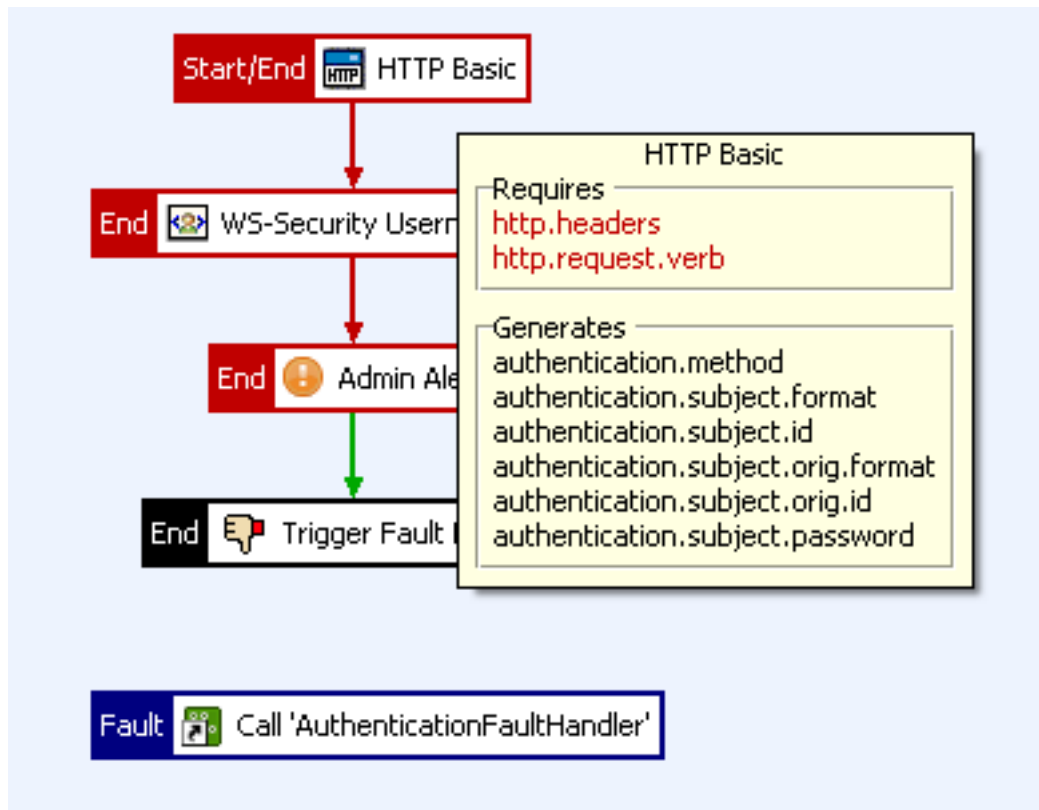 Start/End HTTP HTTP Basic
HTTP Basic
Requires
http.headers
http.request.verb
Generates
authentication.method
authentication.subject.format
authentication.subject.id
authentication.subject.orig.format
authentication.subject.orig.id
authentication.subject.password
End WS-Security Usern
End Admin Ale
End Trigger Fault
Fault Call 'AuthenticationFaultHandler'